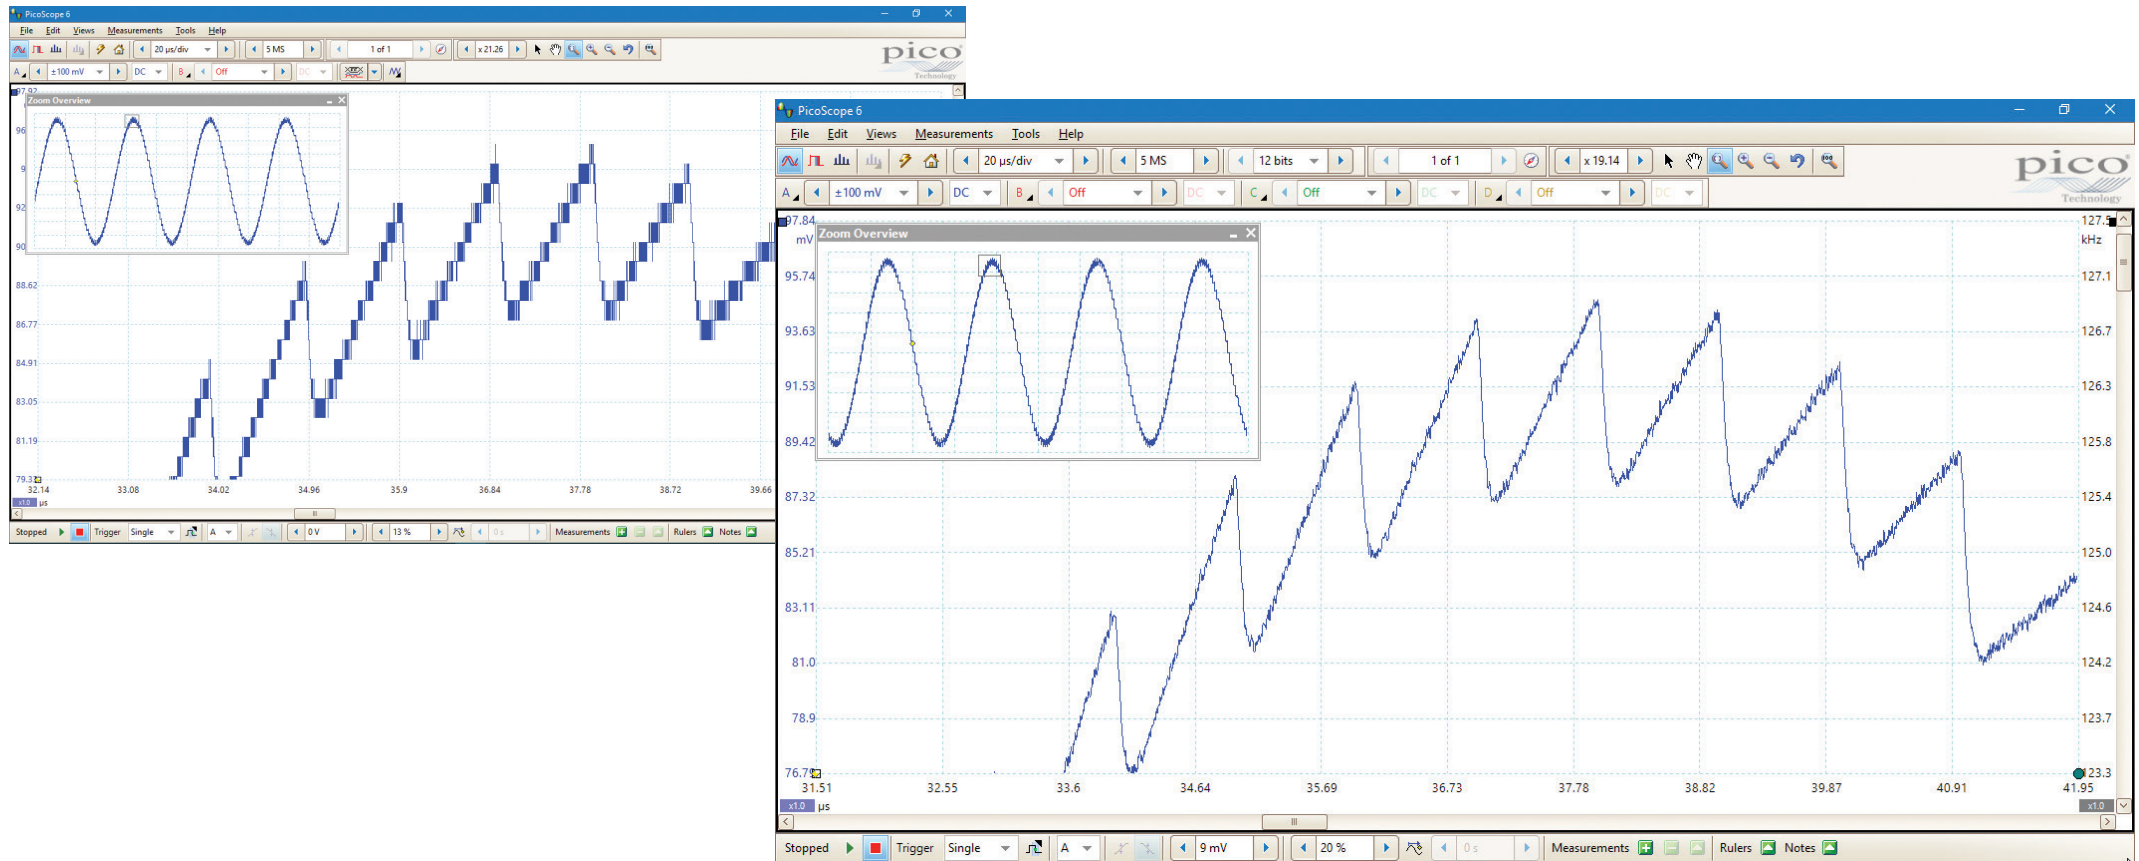 PicoScope 6
File Edit Views Measurements Tools Help
20 µs/div 5 MS 1 of 1 x 21.26
pico
Technology
A ±100 mV DC B Off DC
97.92
Zoom Overview
96
9
92
90
88.62
86.77
84.91
83.05
81.19
79.33
32.14 33.08 34.02 34.96 35.9 36.84 37.78 38.72 39.66
x1.0 µs
Stopped Trigger Single A 0 V 13 % 0 s Measurements Rulers Notes
PicoScope 6
File Edit Views Measurements Tools Help
20 µs/div 5 MS 12 bits 1 of 1 x 19.14
pico
Technology
A ±100 mV DC B Off DC C Off DC D Off DC
97.84 127.5
mV kHz
Zoom Overview
95.74 127.1
93.63 126.7
91.53 126.3
89.42 125.8
87.32 125.4
85.21 125.0
83.11 124.6
81.0 124.2
78.9 123.7
76.79 123.3
31.51 32.55 33.6 34.64 35.69 36.73 37.78 38.82 39.87 40.91 41.95
x1.0 µs x1.0
Stopped Trigger Single A 9 mV 20 % 0 s Measurements Rulers Notes